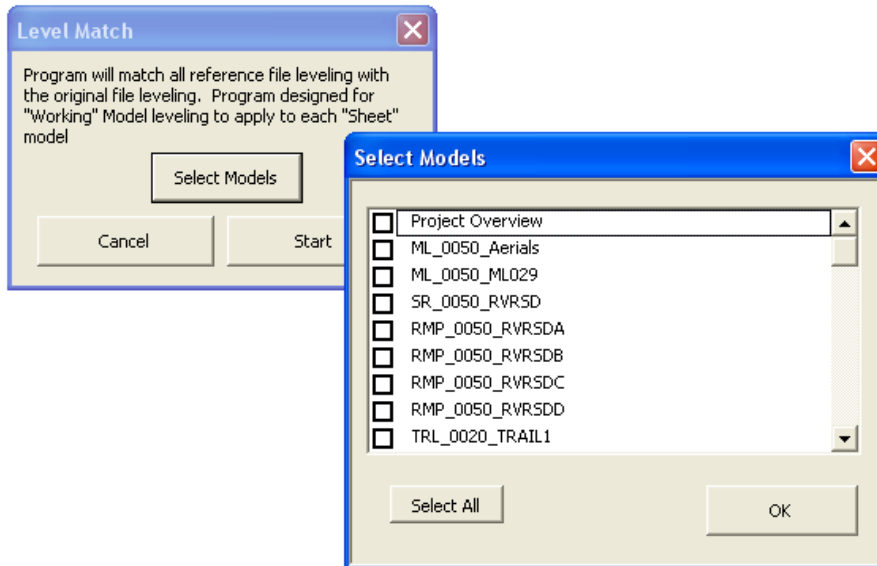 Level Match
Program will match all reference file leveling with
the original file leveling. Program designed for
"Working" Model leveling to apply to each "Sheet"
model
Select Models
Cancel
Start
Select Models
Project Overview
ML_0050_Aerials
ML_0050_ML029
SR_0050_RVRSD
RMP_0050_RVRSDA
RMP_0050_RVRSDB
RMP_0050_RVRSDC
RMP_0050_RVRSDD
TRL_0020_TRAIL1
Select All
OK